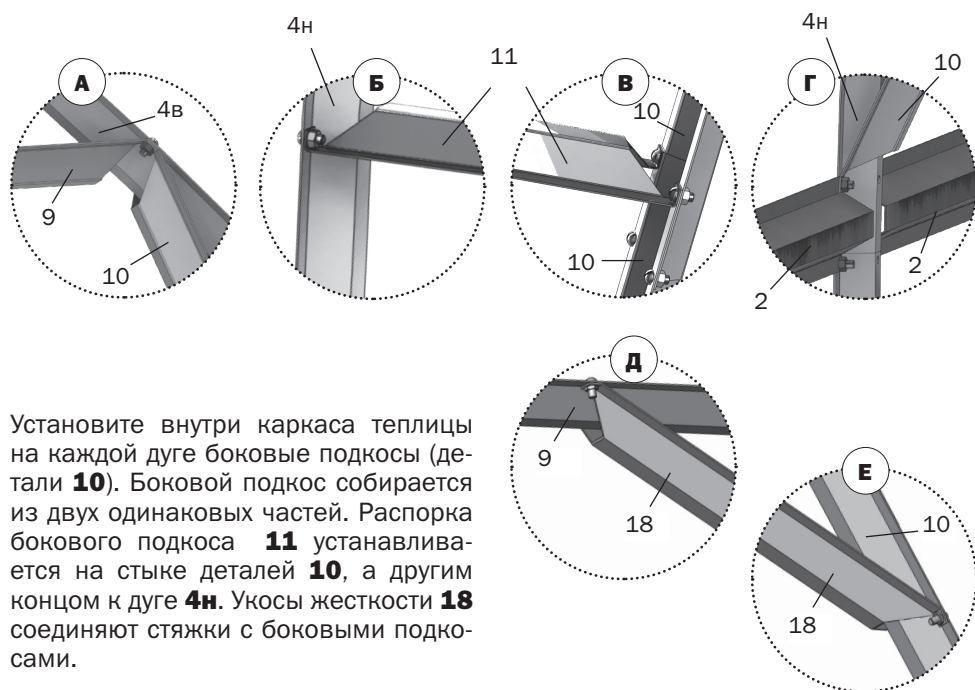 4н
11
4н
10
А
Б
В
Г
4в
10
9
10
10
2
2
Д
9
18
Е
10
18
Установите внутри каркаса теплицы
на каждой дуге боковые подкосы (де-
тали 10). Боковой подкос собирается
из двух одинаковых частей. Распорка
бокового подкоса 11 устанавлива-
ется на стыке деталей 10, а другим
концом к дуге 4н. Укосы жесткости 18
соединяют стяжки с боковыми подко-
сами.